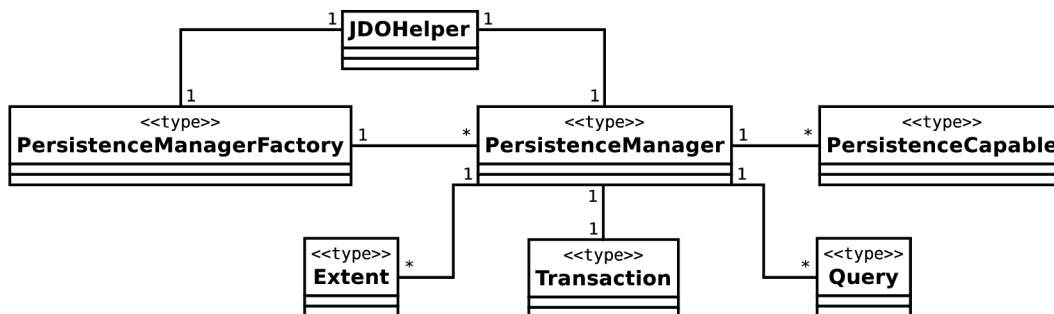 1 JDOHelper 1
1 1
<<type>> <<type>> <<type>>
PersistenceManagerFactory 1 * PersistenceManager 1 * PersistenceCapable
1 1 1
1
<<type>> <<type>> <<type>>
Extent * Transaction * Query